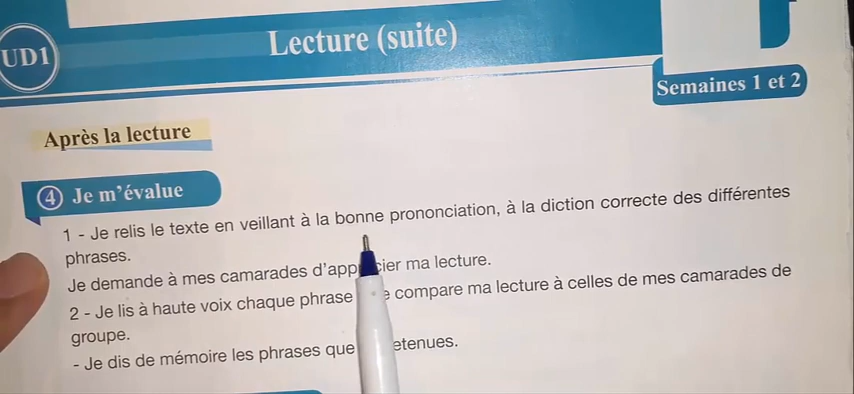 UD1
Lecture (suite)
Semaines 1 et 2
Après la lecture
4 Je m'évalue
1 - Je relis le texte en veillant à la bonne prononciation, à la diction correcte des différentes
phrases.
Je demande à mes camarades d'apprécier ma lecture.
2 - Je lis à haute voix chaque phrase compare ma lecture à celles de mes camarades de
groupe.
- Je dis de mémoire les phrases que